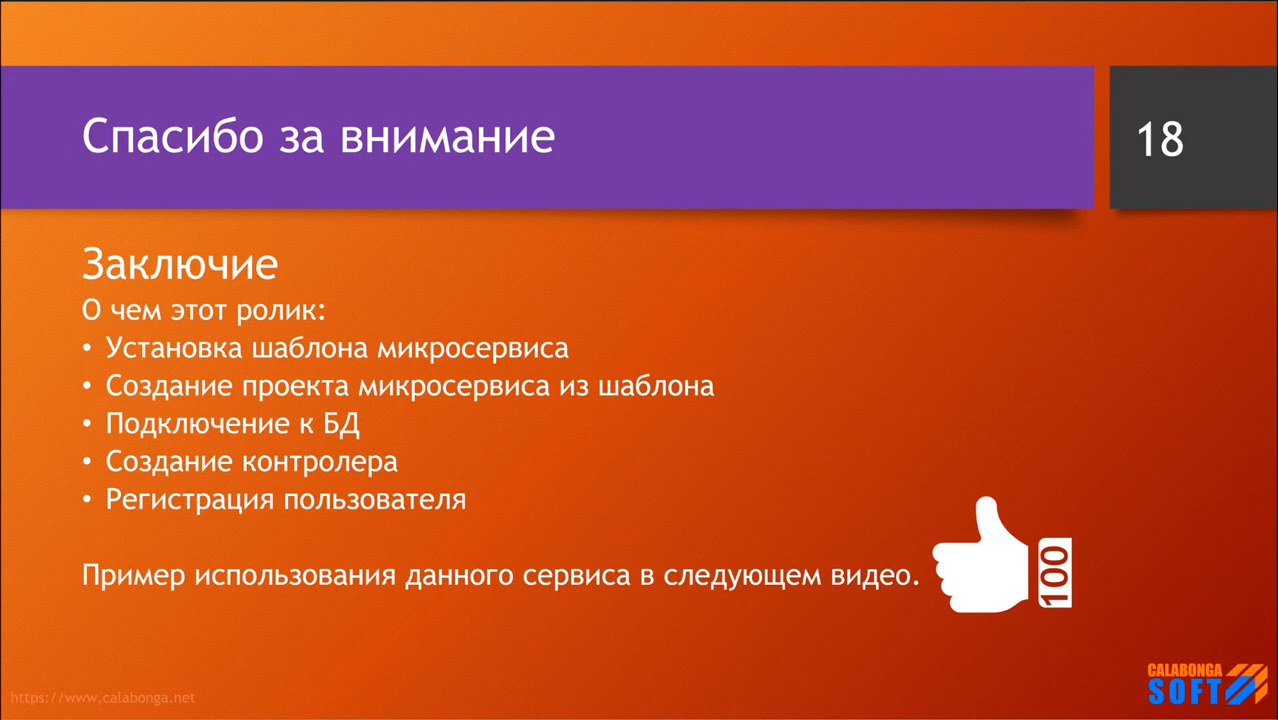 Спасибо за внимание
18
Заключие
О чем этот ролик:
• Установка шаблона микросервиса
• Создание проекта микросервиса из шаблона
• Подключение к БД
• Создание контролера
• Регистрация пользователя
Пример использования данного сервиса в следующем видео.
100
https://www.calabonga.net
CALABONGA
SOFT